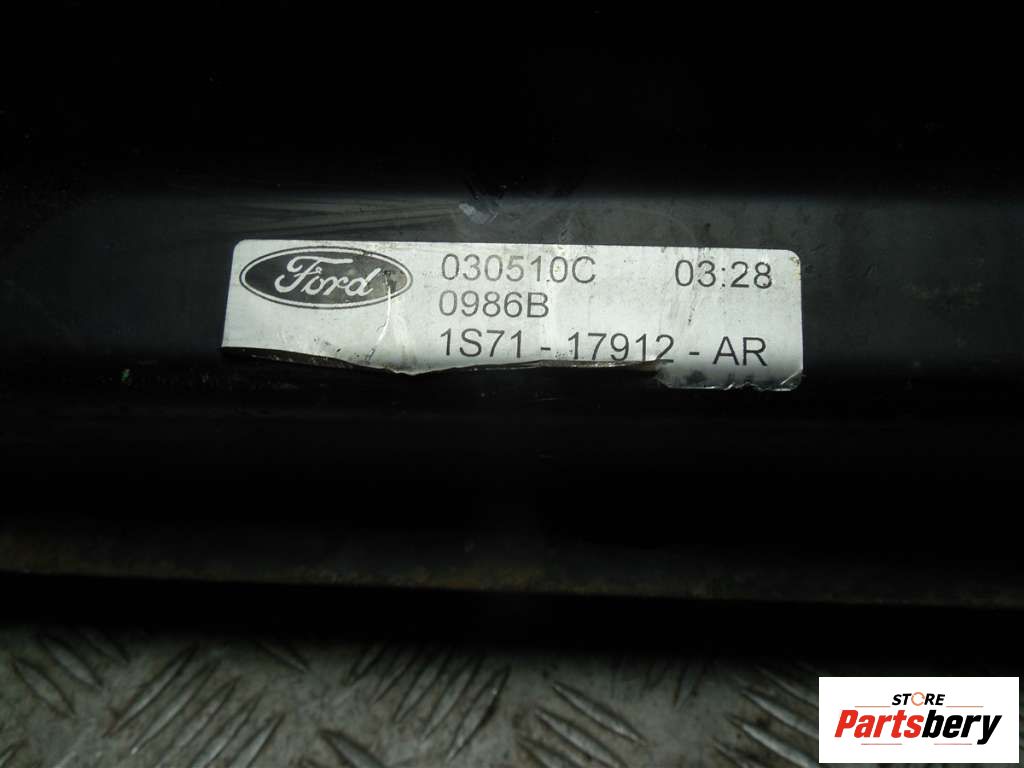 Ford
030510C 03:28
0986B
1S71 - 17912 - AR
STORE
Partsbery